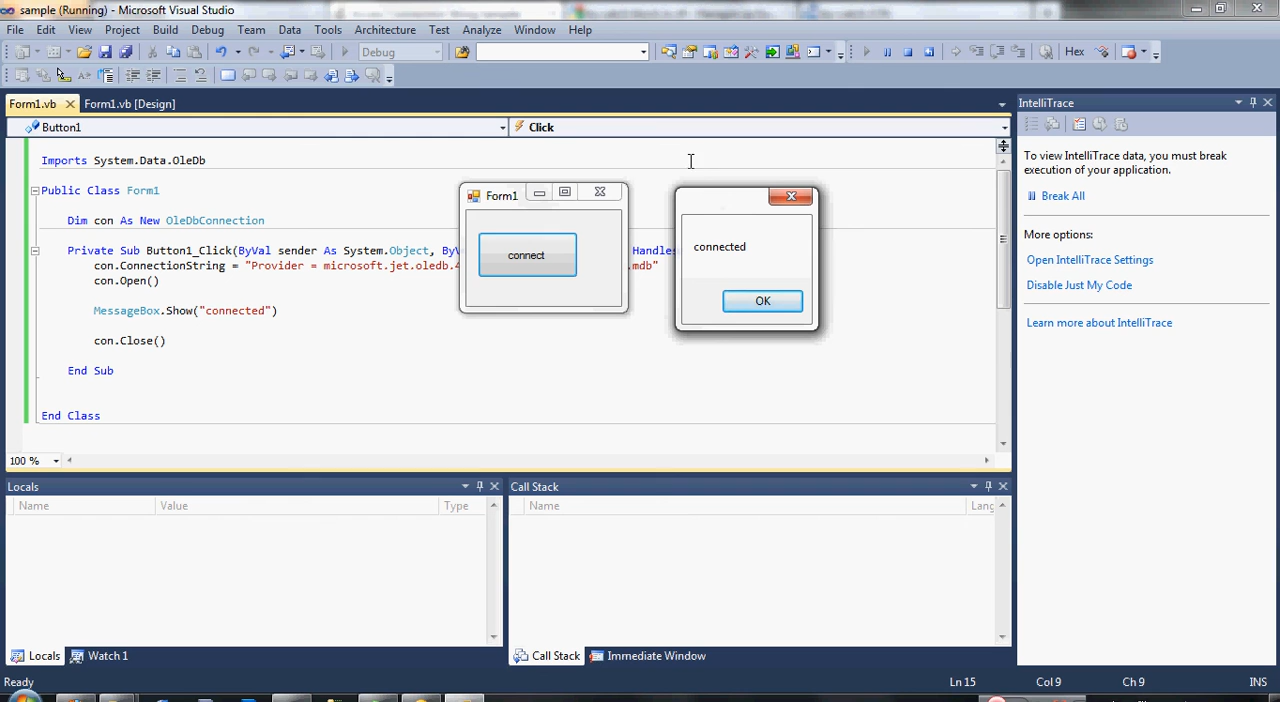 sample (Running) - Microsoft Visual Studio
File Edit View Project Build Debug Team Data Tools Architecture Test Analyze Window Help
Debug Hex
Form1.vb Form1.vb [Design] IntelliTrace
Button1 Click
Imports System.Data.OleDb
To view IntelliTrace data, you must break
execution of your application.
Public Class Form1
Form1
Break All
Dim con As New OleDbConnection
More options:
connected
Private Sub Button1_Click(ByVal sender As System.Object, ByV Handles
connect
Open IntelliTrace Settings
con.ConnectionString = "Provider = microsoft.jet.oledb.4 .mdb"
con.Open()
Disable Just My Code
OK
MessageBox.Show("connected")
Learn more about IntelliTrace
con.Close()
End Sub
End Class
100 %
Locals Call Stack
Name Value Type Name Lang
Locals Watch 1 Call Stack Immediate Window
Ready Ln 15 Col 9 Ch 9 INS